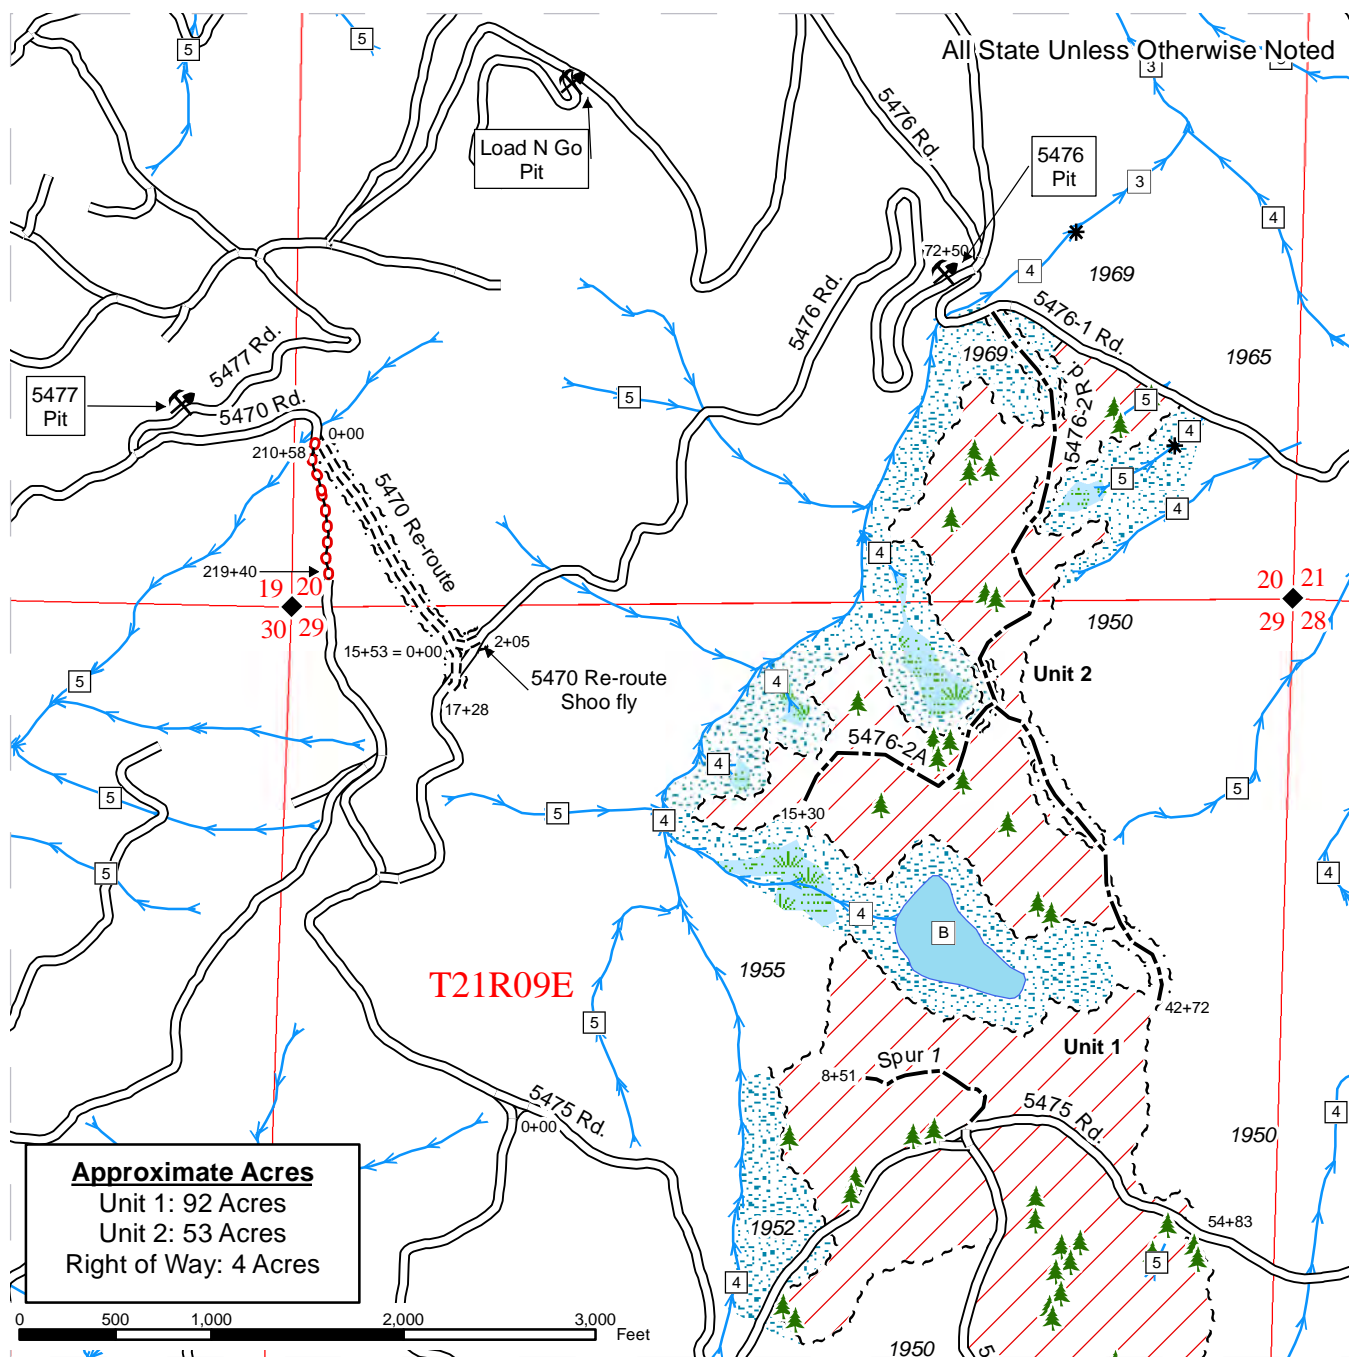 All State Unless Otherwise Noted
5
5
3
5
Load N Go
Pit
5476 Rd.
5476
Pit
3
4
4
72+50
1969
5476 Rd.
5476-1 Rd.
1969
1965
5477 Rd.
5477
Pit
5470 Rd.
5
5
4
0+00
210+58
5476-2Rd.
5
4
5470 Re-route
4
219+40
19 20
30 29
20 21
29 28
1950
15+53 = 0+00
2+05
5470 Re-route
Shoo fly
17+28
5
4
Unit 2
5476-2A
4
5
5
5
4
15+30
5
4
4
B
T21R09E
1955
42+72
5
Unit 1
Spur 1
8+51
5475 Rd.
0+00
5475 Rd.
4
1950
1952
54+83
5
4
1950
5
Approximate Acres
Unit 1: 92 Acres
Unit 2: 53 Acres
Right of Way: 4 Acres
0 500 1,000 2,000 3,000
Feet